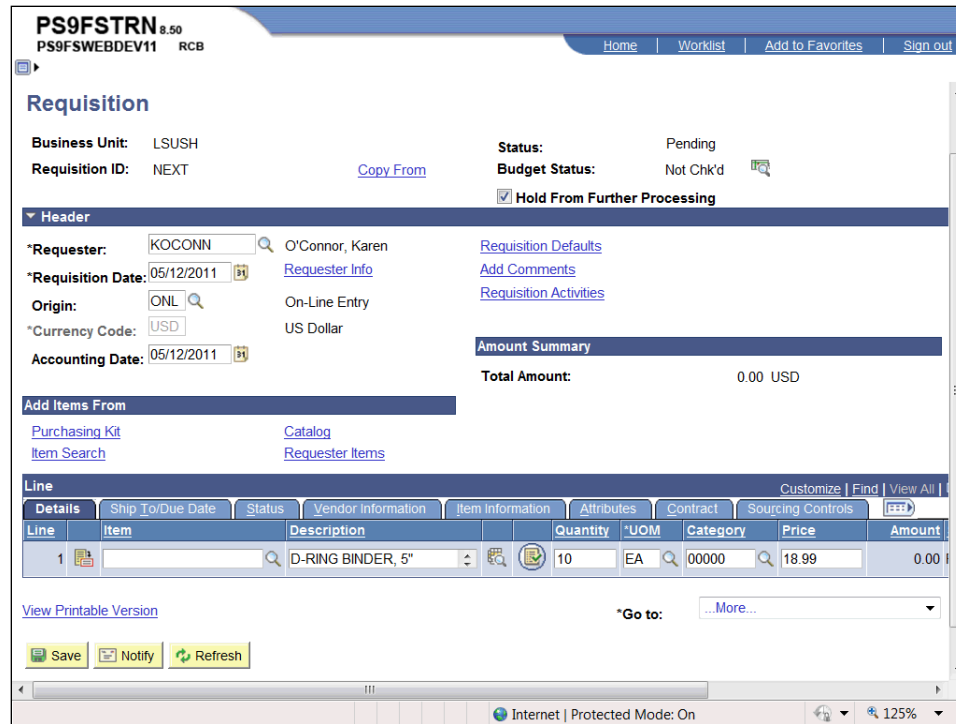 PS9FSTRN 8.50
PS9FSWEBDEV11 RCB
Home | Worklist | Add to Favorites | Sign out
Requisition
Business Unit: LSUSH Status: Pending
Requisition ID: NEXT Copy From Budget Status: Not Chk'd
Hold From Further Processing
Header
*Requester: KOCONN O'Connor, Karen Requisition Defaults
*Requisition Date: 05/12/2011 31 Requester Info Add Comments
Origin: ONL On-Line Entry Requisition Activities
*Currency Code: USD US Dollar
Accounting Date: 05/12/2011 31 Amount Summary
Total Amount: 0.00 USD
Add Items From
Purchasing Kit Catalog
Item Search Requester Items
Line Customize | Find | View All |
Details Ship To/Due Date Status Vendor Information Item Information Attributes Contract Sourcing Controls
Line Item Description Quantity *UOM Category Price Amount
1 D-RING BINDER, 5" 10 EA 00000 18.99 0.00
View Printable Version *Go to: ...More...
Save Notify Refresh
Internet | Protected Mode: On 125%